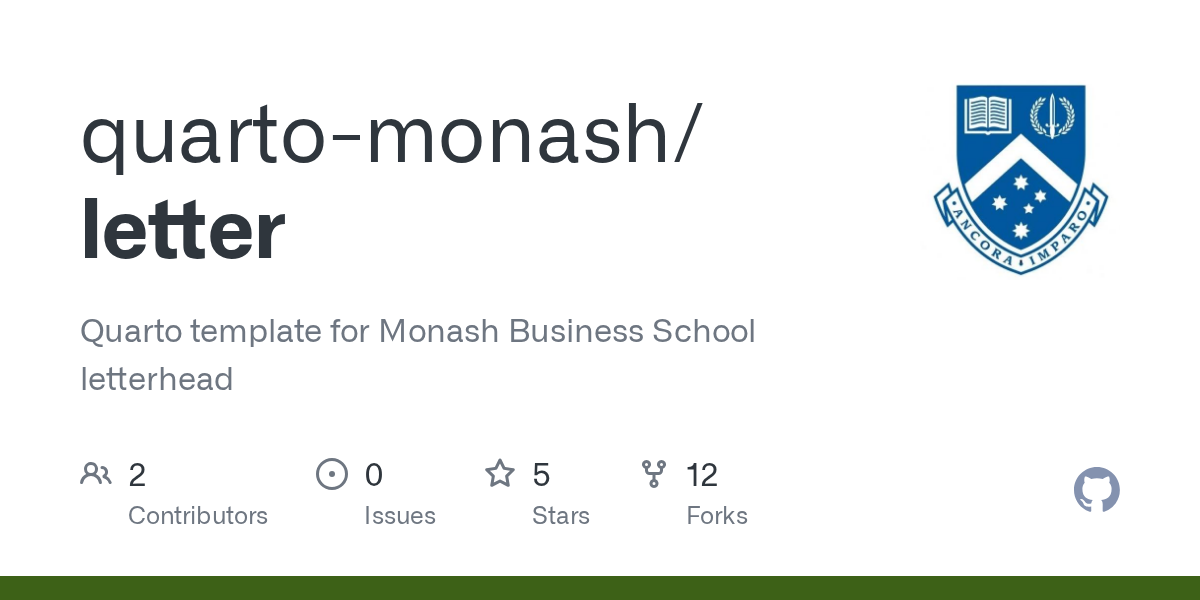 quarto-monash/
letter
Quarto template for Monash Business School
letterhead
2
Contributors
0
Issues
5
Stars
12
Forks
ANCORA IMPARO